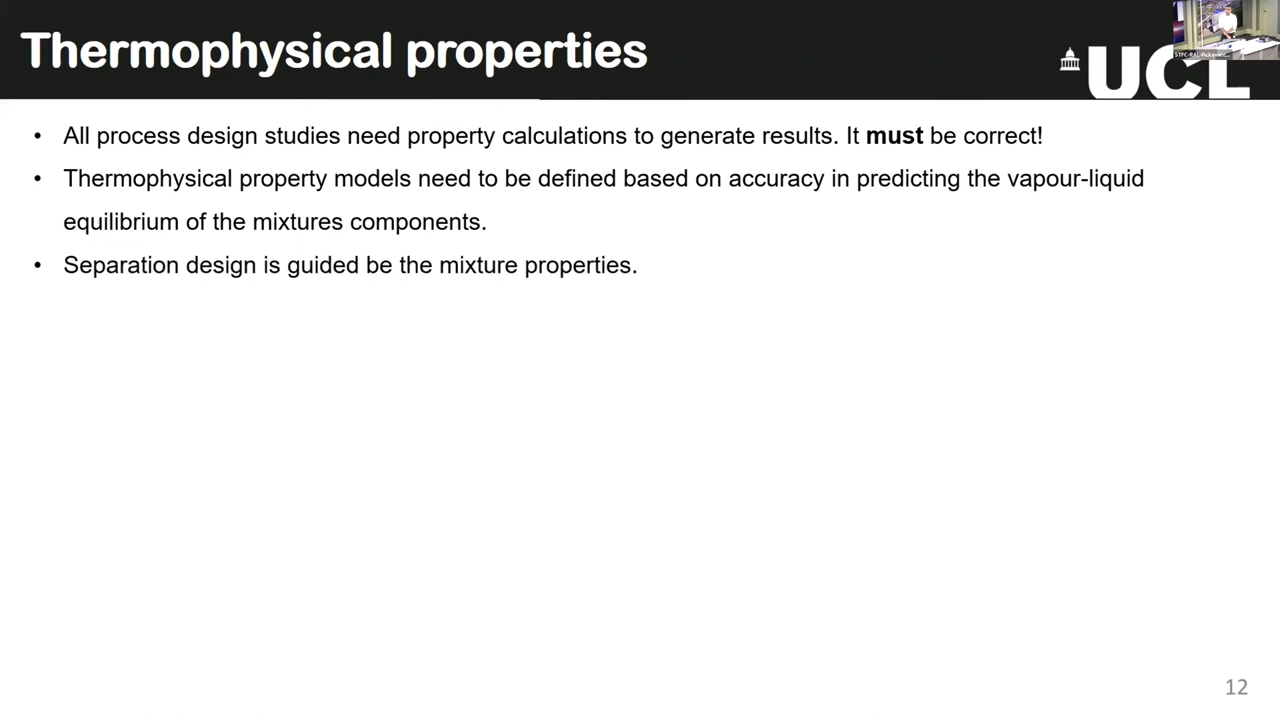 Thermophysical properties
UCL
• All process design studies need property calculations to generate results. It must be correct!
• Thermophysical property models need to be defined based on accuracy in predicting the vapour-liquid
equilibrium of the mixtures components.
• Separation design is guided be the mixture properties.
12